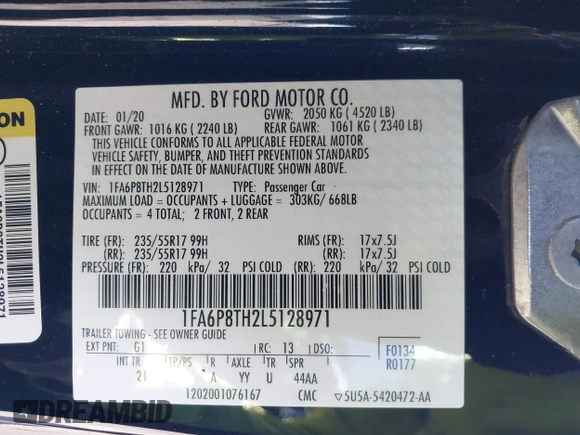 MFD. BY FORD MOTOR CO.
DATE: 01/20 GVWR: 2050 KG ( 4520 LB)
FRONT GAWR: 1016 KG ( 2240 LB) REAR GAWR: 1061 KG ( 2340 LB)
THIS VEHICLE CONFORMS TO ALL APPLICABLE FEDERAL MOTOR
VEHICLE SAFETY, BUMPER, AND THEFT PREVENTION STANDARDS
IN EFFECT ON THE DATE OF MANUFACTURE SHOWN ABOVE.
VIN: 1FA6P8TH2L5128971 TYPE: Passenger Car
MAXIMUM LOAD = OCCUPANTS + LUGGAGE = 303KG/ 668LB
OCCUPANTS = 4 TOTAL; 2 FRONT, 2 REAR
TIRE (FR): 235/55R17 99H RIMS (FR): 17x7.5J
(RR): 235/55R17 99H (RR): 17x7.5J
PRESSURE (FR): 220 kPa/ 32 PSI COLD (RR): 220 kPa/ 32 PSI COLD
1FA6P8TH2L5128971
TRAILER TOWING - SEE OWNER GUIDE
EXT PNT: G1 RC: 13 DSO: F0134
INT TR TP/PS R AXLE TR SPR R0177
21 A YY U 44AA
1202001076167 CMC 5U5A-5420472-AA
DREAMBID